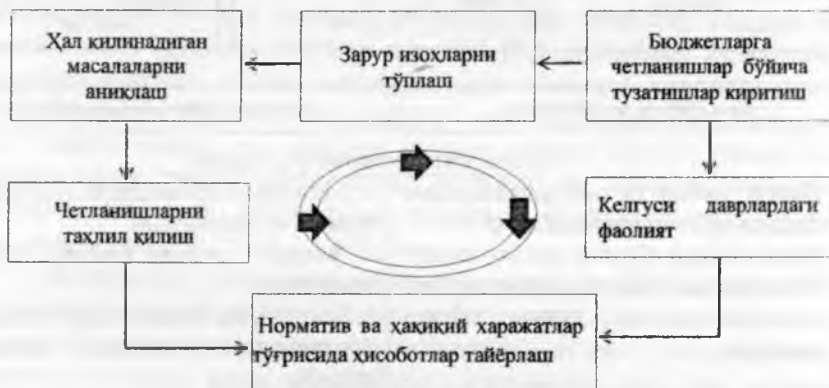 Ҳал қилинадиган
масалаларни
аниқлаш
Зарур изоҳларни
тўплаш
Бюджетларга
четланишлар бўйича
тузатишлар киритиш
Четланишларни
таҳлил қилиш
Келгуси даврлардаги
фаолият
Норматив ва ҳақиқий харажатлар
тўғрисида ҳисоботлар тайёрлаш